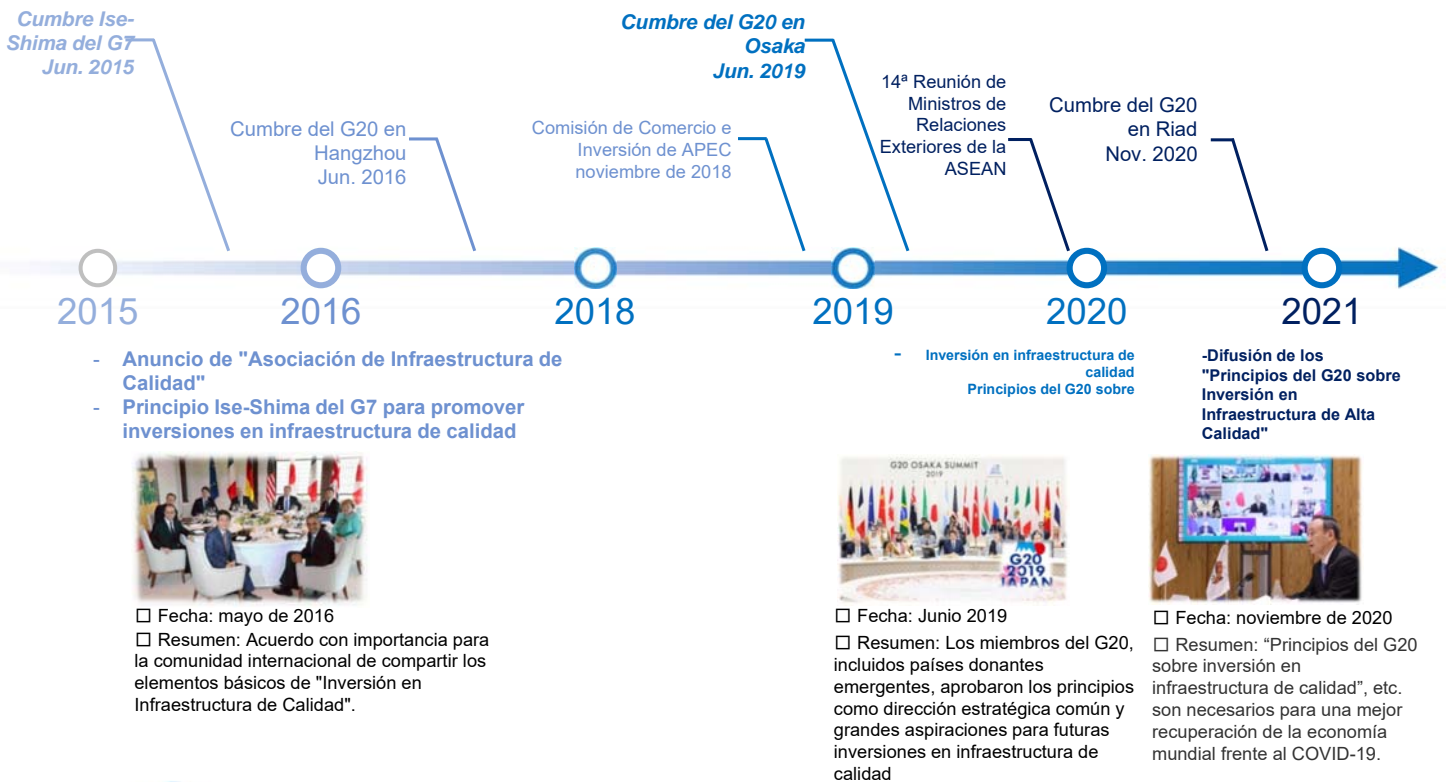 Cumbre Ise-
Shima del G7
Jun. 2015
Cumbre del G20 en
Hangzhou
Jun. 2016
Comisión de Comercio e
Inversión de APEC
noviembre de 2018
Cumbre del G20 en
Osaka
Jun. 2019
14ª Reunión de
Ministros de
Relaciones
Exteriores de la
ASEAN
Cumbre del G20
en Riad
Nov. 2020
2015
2016
2018
2019
2020
2021
- Anuncio de "Asociación de Infraestructura de
Calidad"
- Principio Ise-Shima del G7 para promover
inversiones en infraestructura de calidad
- Inversión en infraestructura de
calidad
Principios del G20 sobre
-Difusión de los
"Principios del G20 sobre
Inversión en
Infraestructura de Alta
Calidad"
G20 OSAKA SUMMIT
2019
G20
2019
JAPAN
☐ Fecha: mayo de 2016
☐ Resumen: Acuerdo con importancia para
la comunidad internacional de compartir los
elementos básicos de "Inversión en
Infraestructura de Calidad".
☐ Fecha: Junio 2019
☐ Resumen: Los miembros del G20,
incluidos países donantes
emergentes, aprobaron los principios
como dirección estratégica común y
grandes aspiraciones para futuras
inversiones en infraestructura de
calidad
☐ Fecha: noviembre de 2020
☐ Resumen: “Principios del G20
sobre inversión en
infraestructura de calidad”, etc.
son necesarios para una mejor
recuperación de la economía
mundial frente al COVID-19.